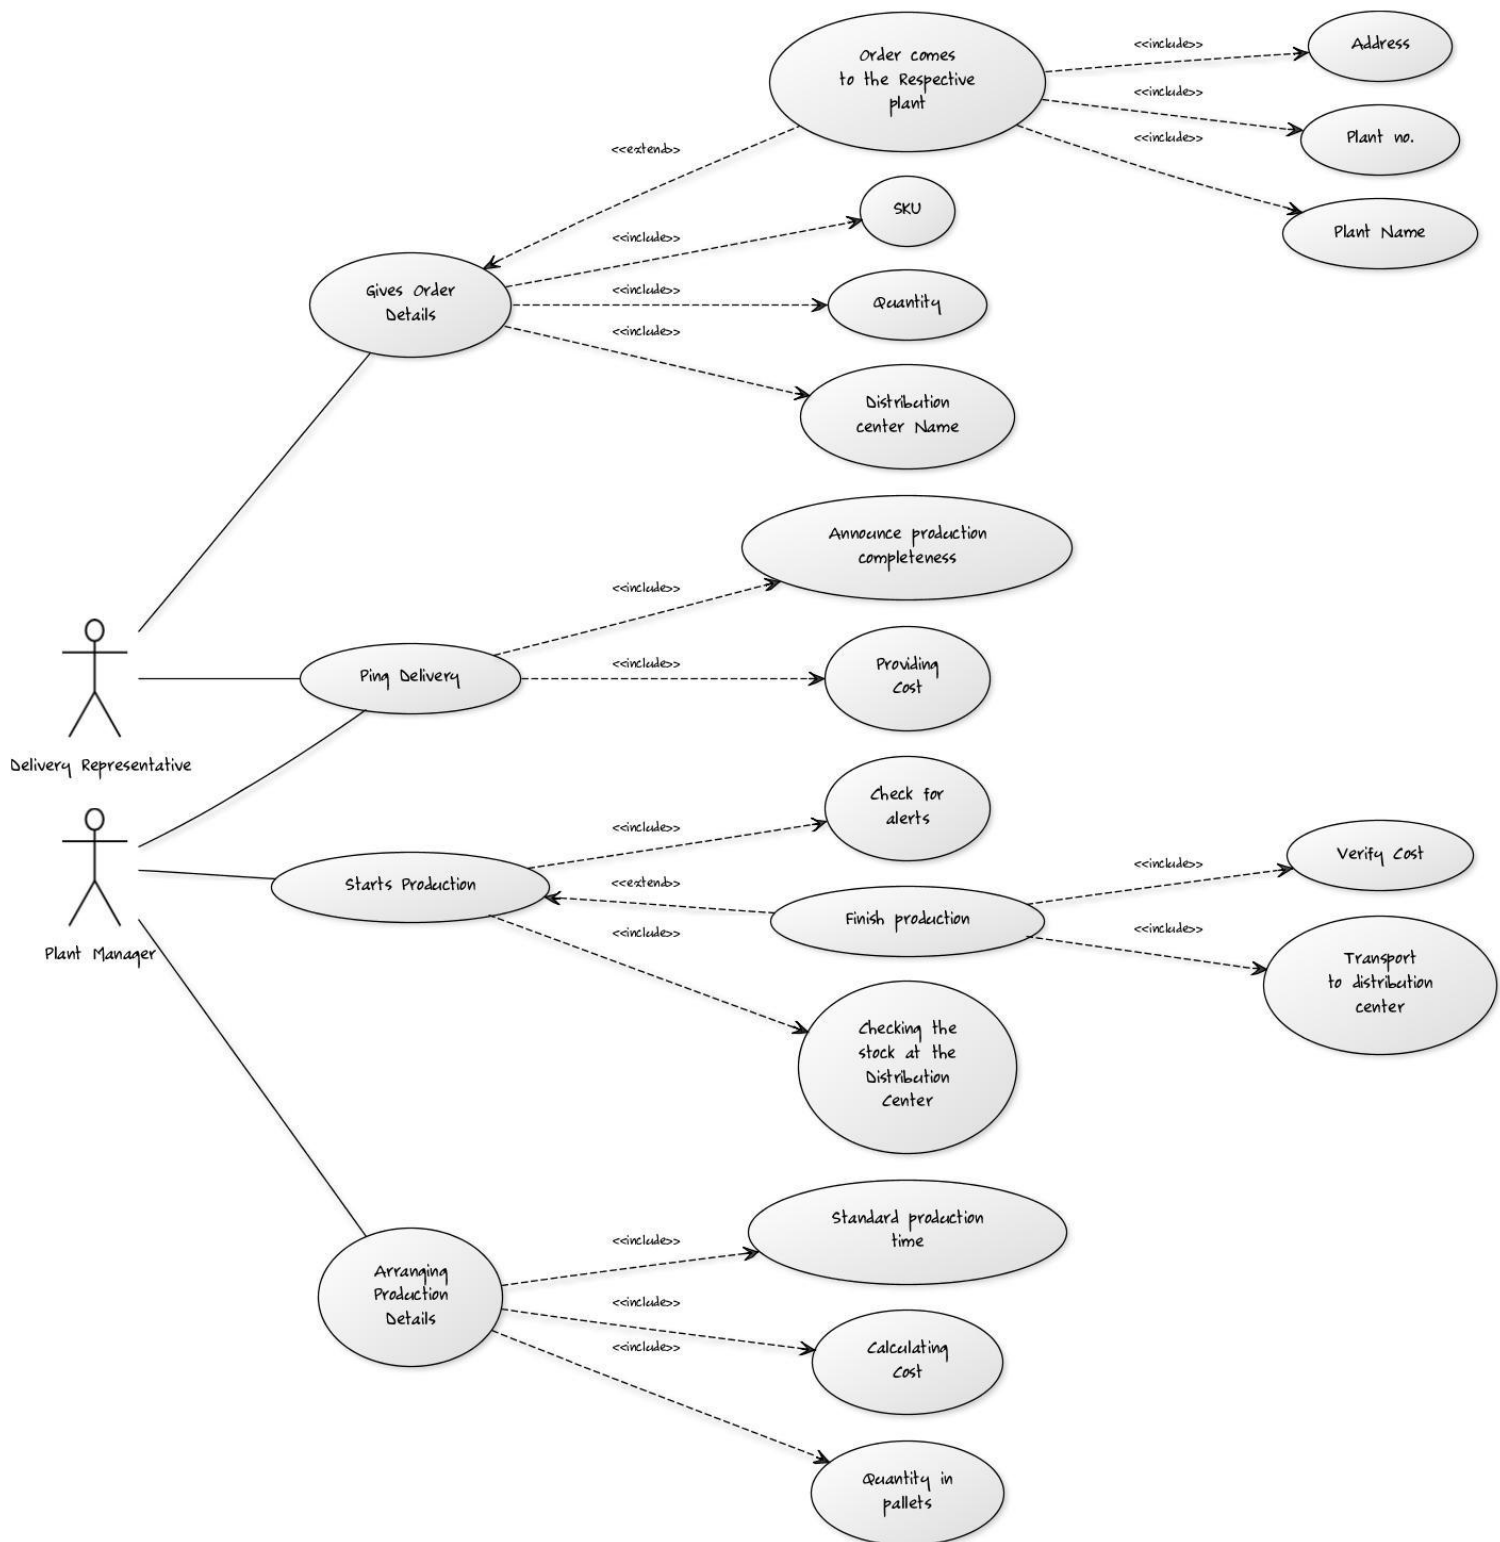 Order comes
to the Respective
plant
<<include>>
Address
<<include>>
Plant no.
<<include>>
Plant Name
<<extend>>
SKU
<<include>>
Gives Order
Details
<<include>>
Quantity
<<include>>
Distribution
center Name
Announce production
completeness
<<include>>
Ping Delivery
<<include>>
Providing
Cost
Delivery Representative
Check for
alerts
<<include>>
Starts Production
<<extend>>
Finish production
<<include>>
Verify Cost
<<include>>
Transport
to distribution
center
Plant Manager
<<include>>
Checking the
stock at the
Distribution
Center
Standard production
time
<<include>>
Arranging
Production
Details
<<include>>
Calculating
Cost
<<include>>
Quantity in
pallets